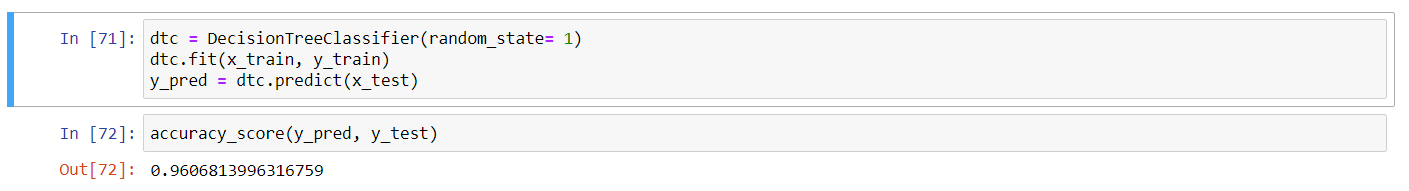 In [71]: dtc = DecisionTreeClassifier(random_state= 1)
dtc.fit(x_train, y_train)
y_pred = dtc.predict(x_test)
In [72]: accuracy_score(y_pred, y_test)
Out[72]: 0.9606813996316759